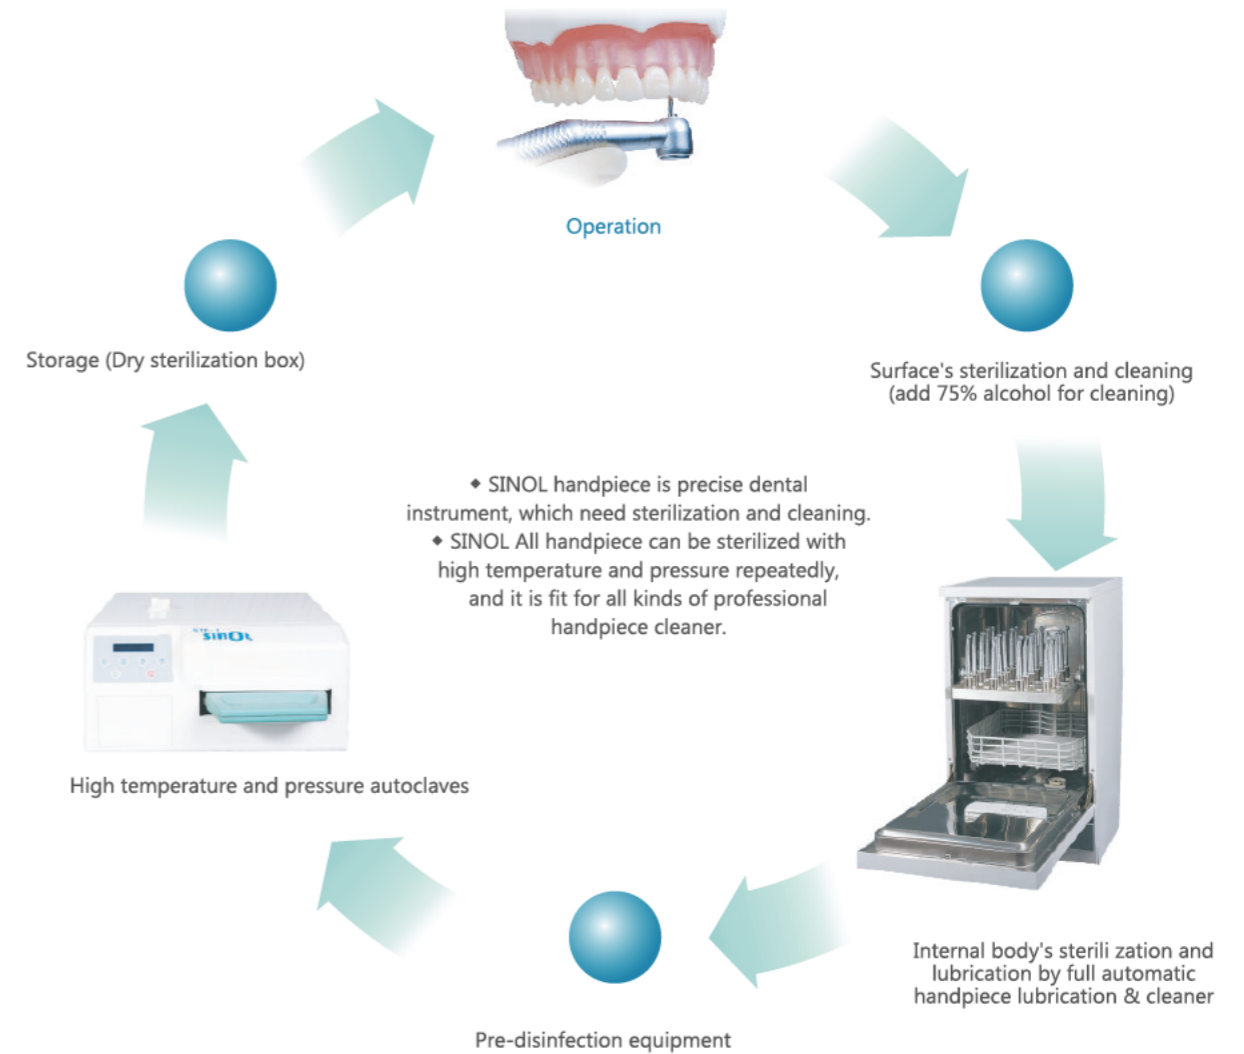 Operation
Storage (Dry sterilization box)
Surface's sterilization and cleaning
(add 75% alcohol for cleaning)
◆ SINOL handpiece is precise dental
instrument, which need sterilization and cleaning.
◆ SINOL All handpiece can be sterilized with
high temperature and pressure repeatedly,
and it is fit for all kinds of professional
handpiece cleaner.
sinOL
High temperature and pressure autoclaves
Internal body's sterili zation and
lubrication by full automatic
handpiece lubrication & cleaner
Pre-disinfection equipment